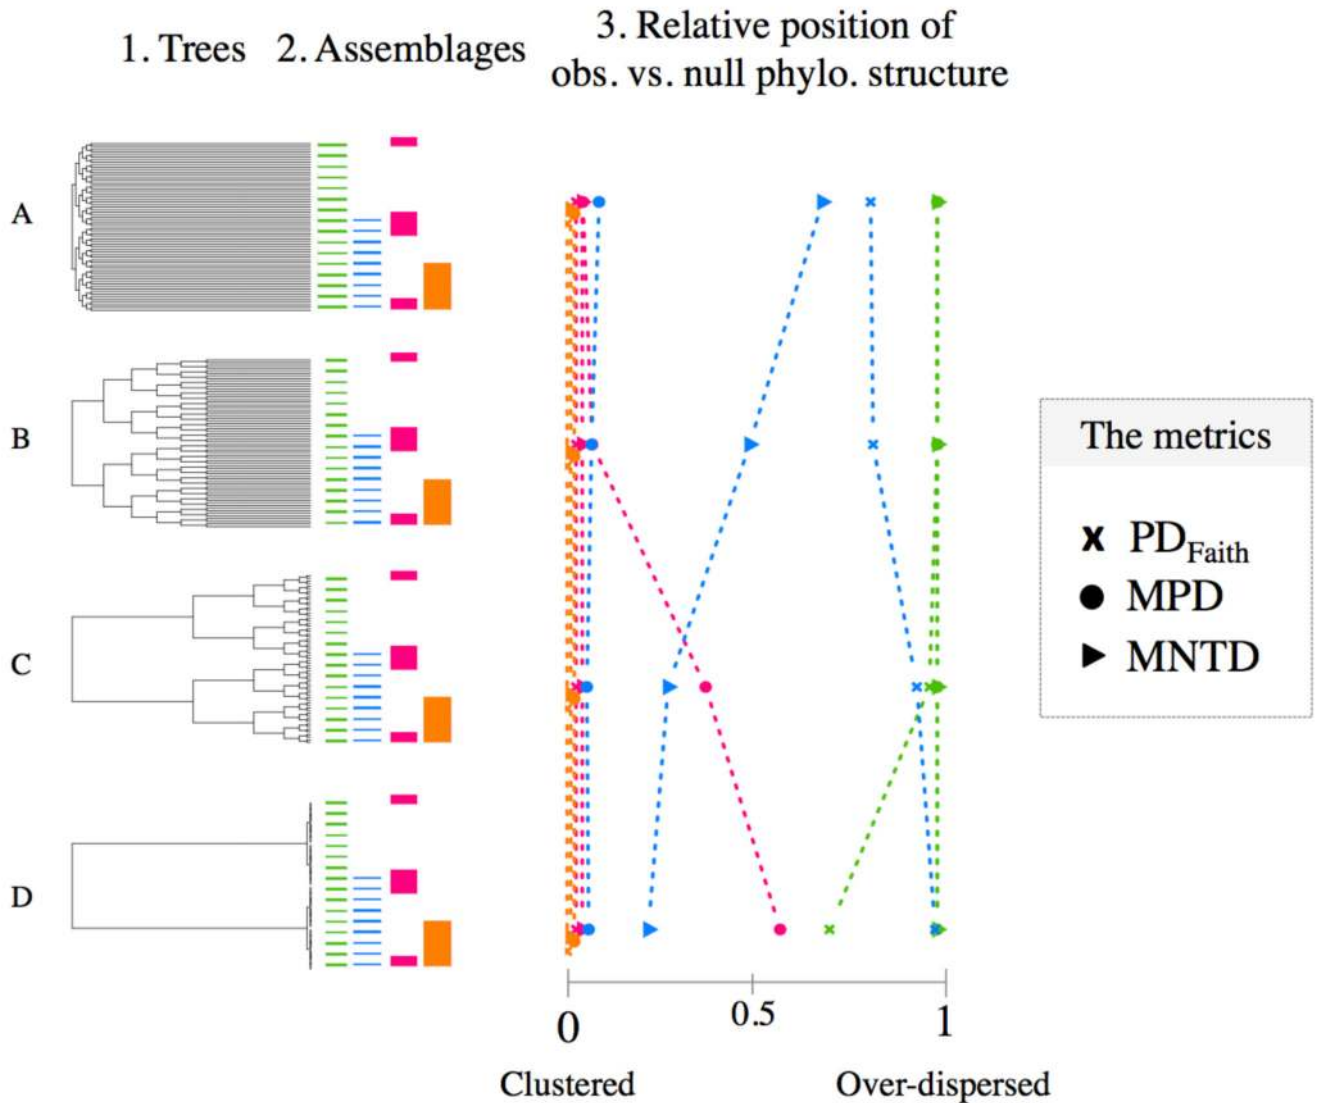 1. Trees
2. Assemblages
3. Relative position of
obs. vs. null phylo. structure
A
B
C
D
The metrics
PDFaith
MPD
MNTD
0
0.5
1
Clustered
Over-dispersed